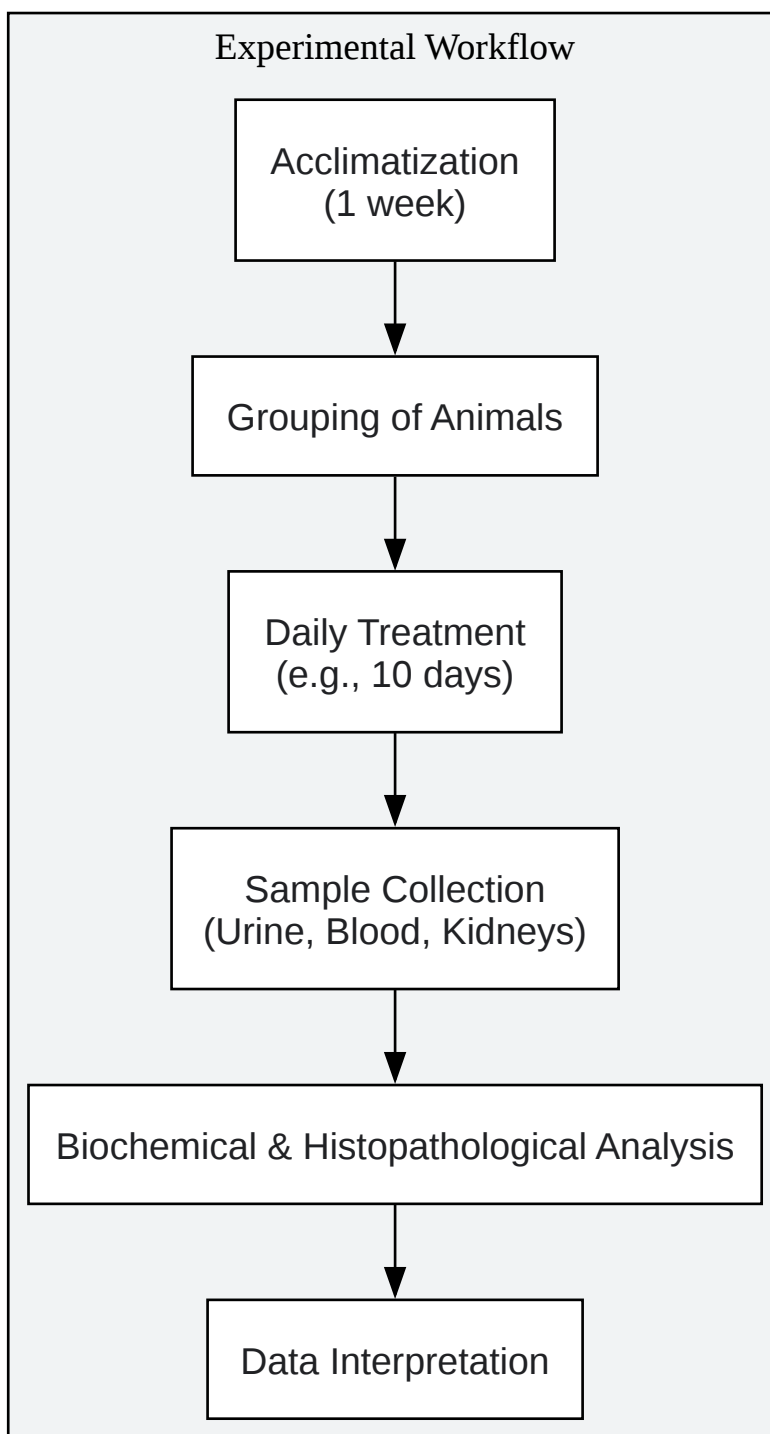 Experimental Workflow
Acclimatization
(1 week)
Grouping of Animals
Daily Treatment
(e.g., 10 days)
Sample Collection
(Urine, Blood, Kidneys)
Biochemical & Histopathological Analysis
Data Interpretation